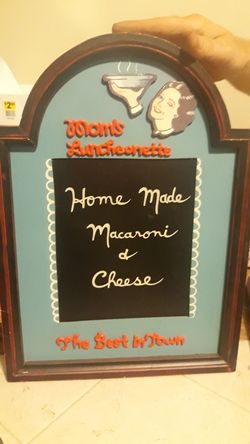 Mom's
Luncheonette
Home Made
Macaroni
&
Cheese
The Best In Town